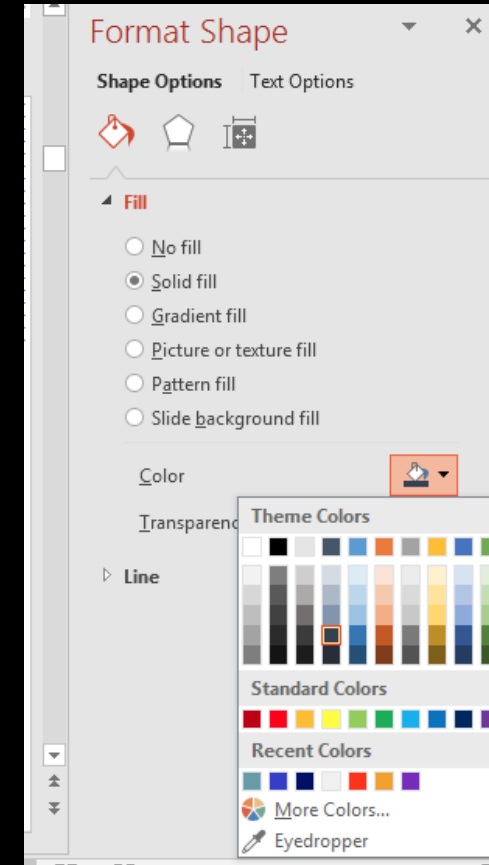 Format Shape
Shape Options Text Options
Fill
No fill
Solid fill
Gradient fill
Picture or texture fill
Pattern fill
Slide background fill
Color
Theme Colors
Transparenc
Line
Standard Colors
Recent Colors
More Colors...
Eyedropper